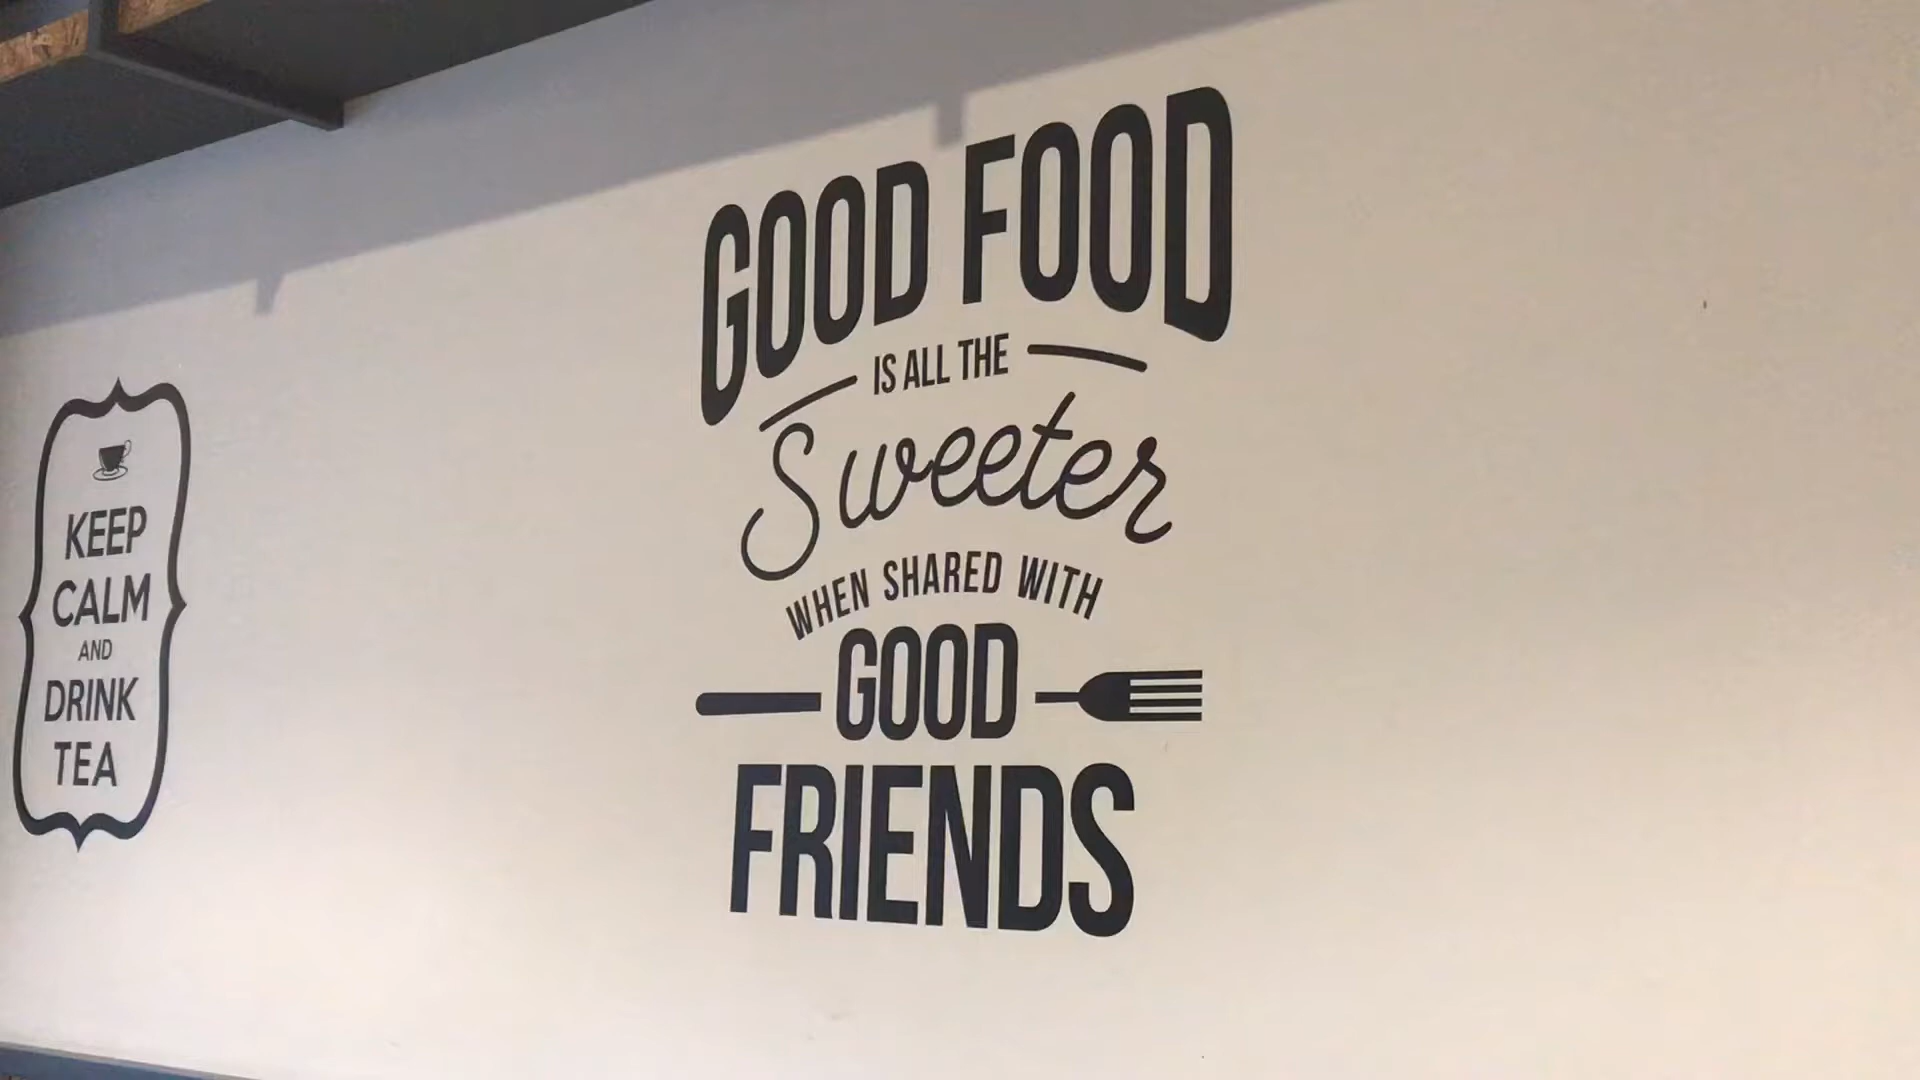 KEEP
CALM
AND
DRINK
TEA
GOOD FOOD
IS ALL THE
Sweeter
WHEN SHARED WITH
GOOD
FRIENDS